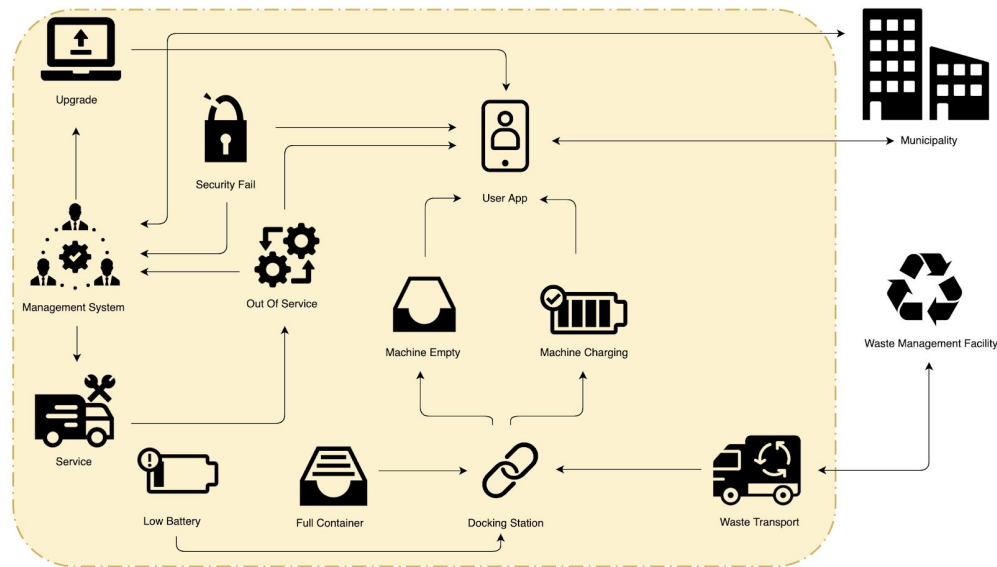 Upgrade
Municipality
Security Fail
User App
Management System
Out Of Service
Machine Empty
Machine Charging
Waste Management Facility
Service
Low Battery
Full Container
Docking Station
Waste Transport